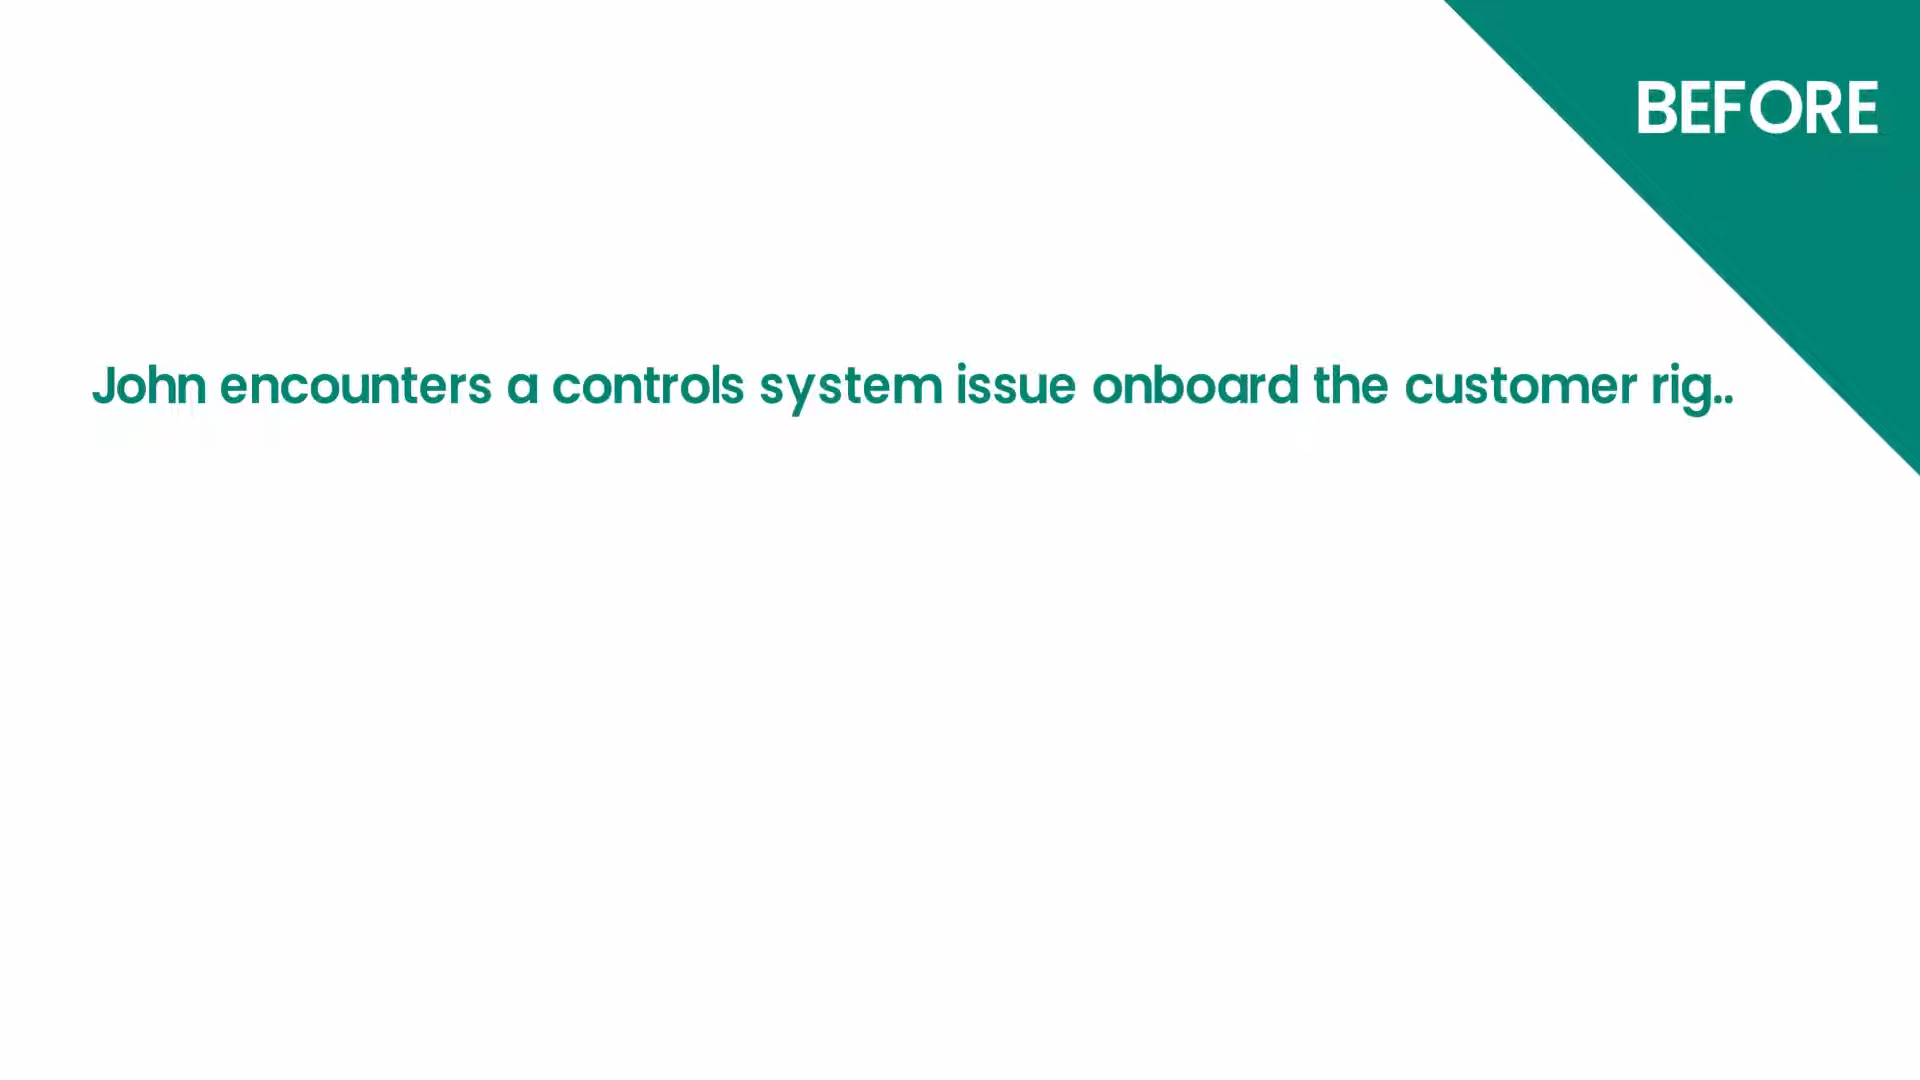 BEFORE
John encounters a controls system issue onboard the customer rig..